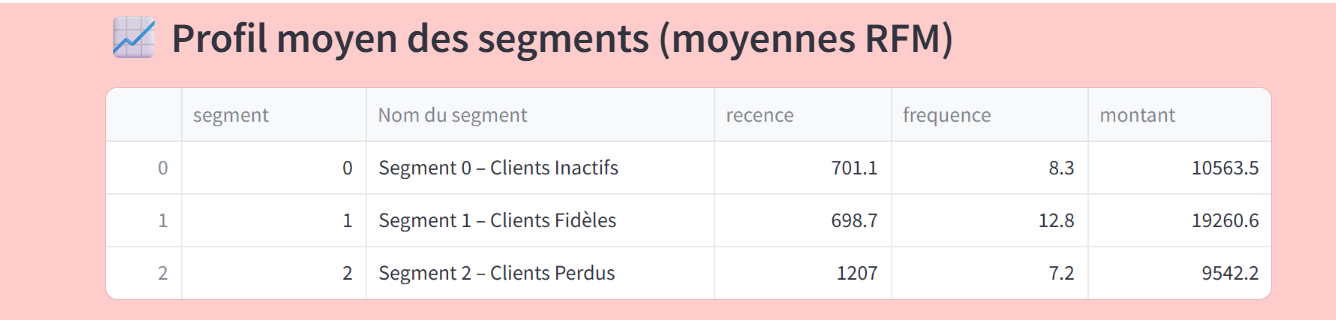 Profil moyen des segments (moyennes RFM)
segment Nom du segment recence frequence montant
0 0 Segment 0 – Clients Inactifs 701.1 8.3 10563.5
1 1 Segment 1 – Clients Fidèles 698.7 12.8 19260.6
2 2 Segment 2 – Clients Perdus 1207 7.2 9542.2